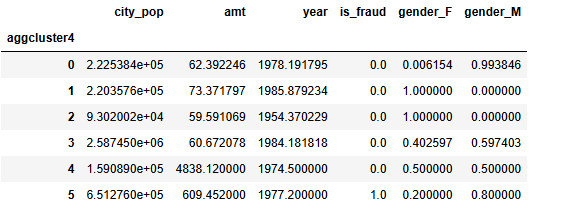 city_pop amt year is_fraud gender_F gender_M
aggcluster4
0 2.225384e+05 62.392246 1978.191795 0.0 0.006154 0.993846
1 2.203576e+05 73.371797 1985.879234 0.0 1.000000 0.000000
2 9.302002e+04 59.591069 1954.370229 0.0 1.000000 0.000000
3 2.587450e+06 60.672078 1984.181818 0.0 0.402597 0.597403
4 1.590890e+05 4838.120000 1974.500000 0.0 0.500000 0.500000
5 6.512760e+05 609.452000 1977.200000 1.0 0.200000 0.800000